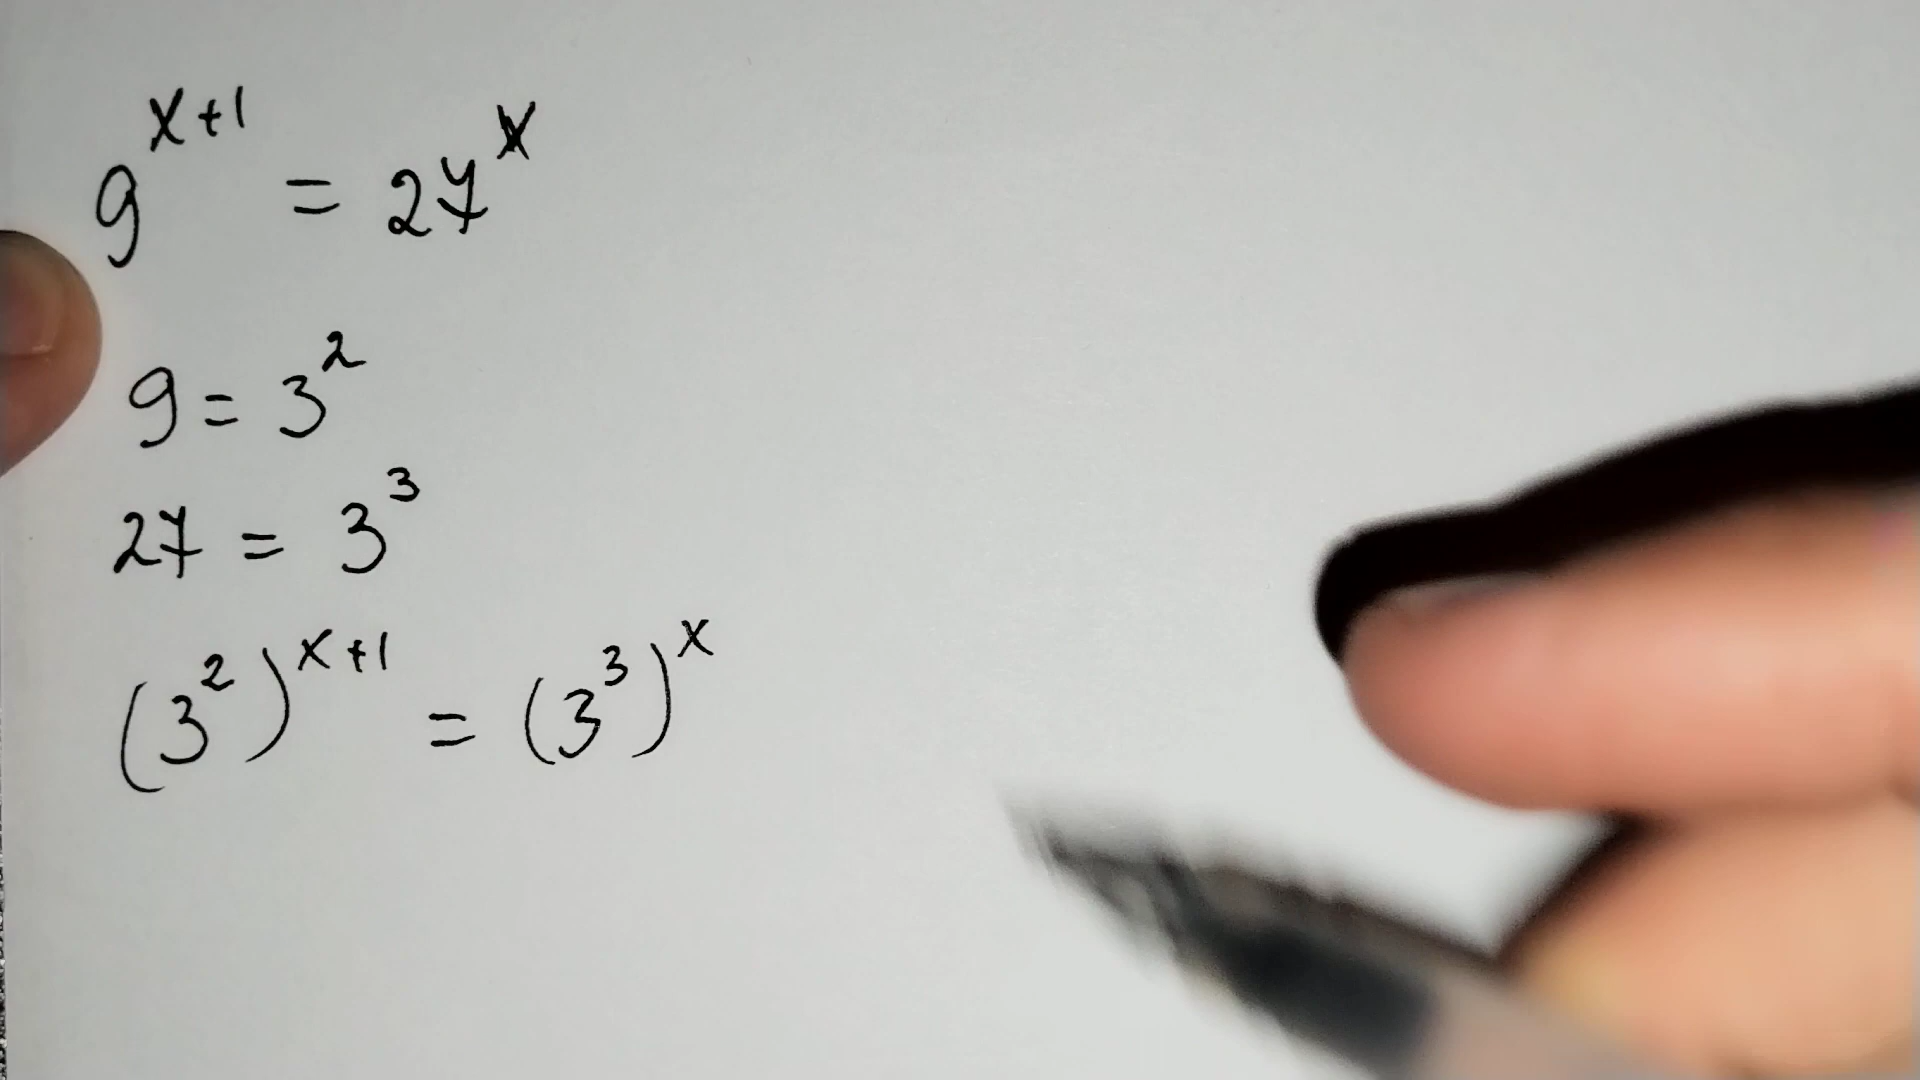 9^{x+1} = 27^x
9 = 3^2
27 = 3^3
(3^2)^{x+1} = (3^3)^x